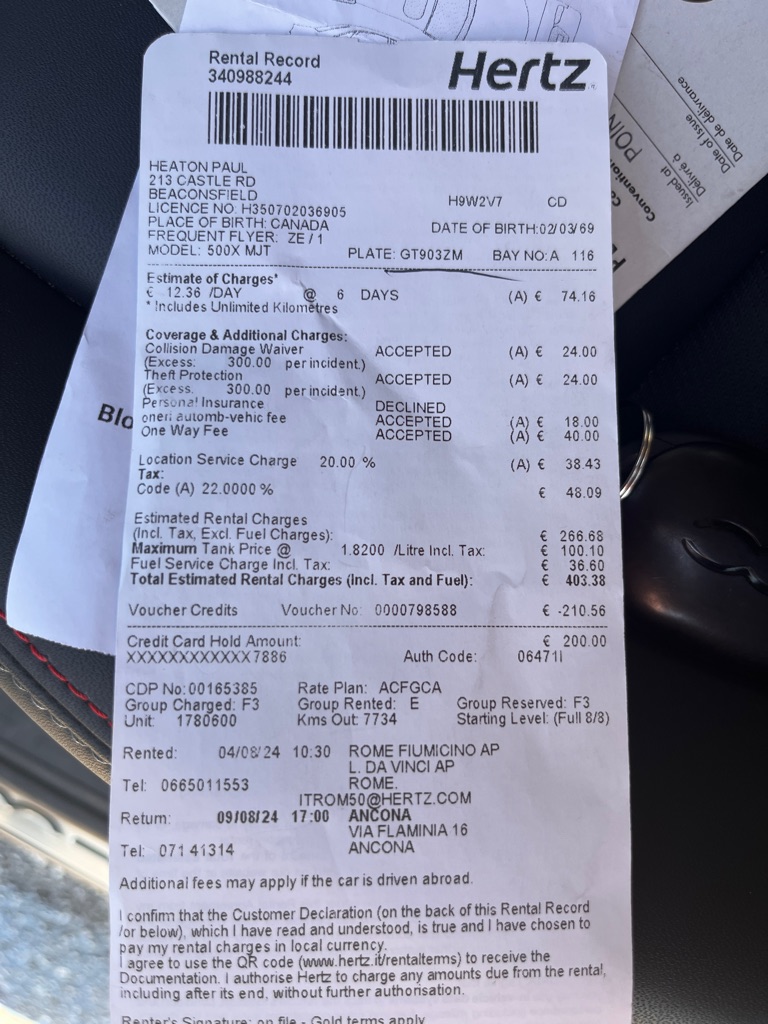 Rental Record
340988244
Hertz
HEATON PAUL
213 CASTLE RD
BEACONSFIELD H9W2V7 CD
LICENCE NO: H350702036905
PLACE OF BIRTH: CANADA DATE OF BIRTH:02/03/69
FREQUENT FLYER: ZE / 1
MODEL: 500X MJT PLATE: GT903ZM BAY NO: A 116
Estimate of Charges*
€ 12.36 /DAY @ 6 DAYS (A) € 74.16
* Includes Unlimited Kilometres
Coverage & Additional Charges:
Collision Damage Waiver ACCEPTED (A) € 24.00
(Excess: 300.00 per incident.)
Theft Protection ACCEPTED (A) € 24.00
(Excess. 300.00 per incident.)
Personal Insurance DECLINED
oneri automb-vehic fee ACCEPTED (A) € 18.00
One Way Fee ACCEPTED (A) € 40.00
Location Service Charge 20.00 % (A) € 38.43
Tax:
Code (A) 22.0000 % € 48.09
Estimated Rental Charges
(Incl. Tax, Excl. Fuel Charges): € 266.68
Maximum Tank Price @ 1.8200 /Litre Incl. Tax: € 100.10
Fuel Service Charge Incl. Tax: € 36.60
Total Estimated Rental Charges (Incl. Tax and Fuel): € 403.38
Voucher Credits Voucher No: 0000798588 € -210.56
Credit Card Hold Amount: € 200.00
XXXXXXXXXXXX7886 Auth Code: 06471I
CDP No: 00165385 Rate Plan: ACFGCA
Group Charged: F3 Group Rented: E Group Reserved: F3
Unit: 1780600 Kms Out: 7734 Starting Level: (Full 8/8)
Rented: 04/08/24 10:30 ROME FIUMICINO AP
L. DA VINCI AP
Tel: 0665011553 ROME.
ITROM50@HERTZ.COM
Return: 09/08/24 17:00 ANCONA
VIA FLAMINIA 16
Tel: 071 41314 ANCONA
Additional fees may apply if the car is driven abroad.
I confirm that the Customer Declaration (on the back of this Rental Record
/or below), which I have read and understood, is true and I have chosen to
pay my rental charges in local currency.
I agree to use the QR code (www.hertz.it/rentalterms) to receive the
Documentation. I authorise Hertz to charge any amounts due from the rental,
including after its end, without further authorisation.
Renter's Signature: on file - Gold terms apply
Blo
Date of Issue
Date de délivrance
Issued at
Délivré à
POIN
Convention